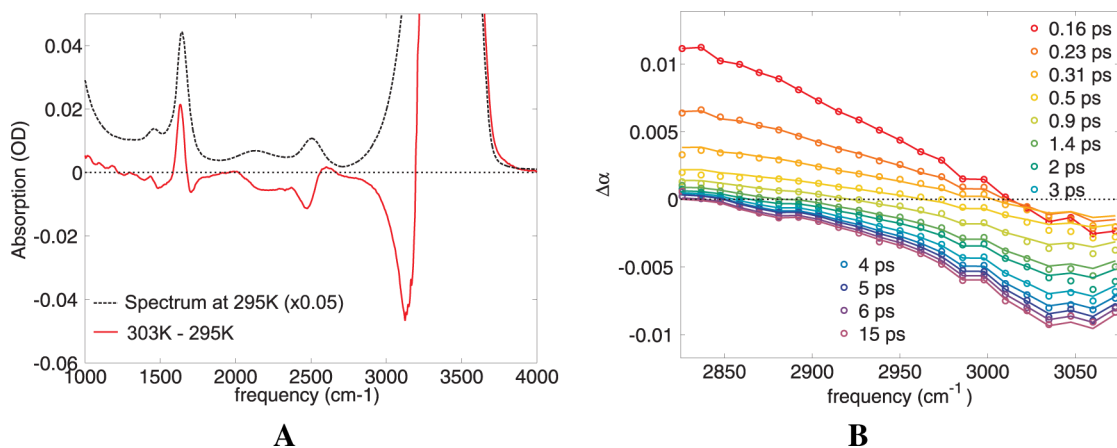 0.04
0.02
0
-0.02
-0.04
-0.06
Absorption (OD)
Spectrum at 295K (x0.05)
303K - 295K
1000 1500 2000 2500 3000 3500 4000
frequency (cm-1)
A
0.01
0.005
0
-0.005
-0.01
Δα
0.16 ps
0.23 ps
0.31 ps
0.5 ps
0.9 ps
1.4 ps
2 ps
3 ps
4 ps
5 ps
6 ps
15 ps
2850 2900 2950 3000 3050
frequency (cm⁻¹)
B